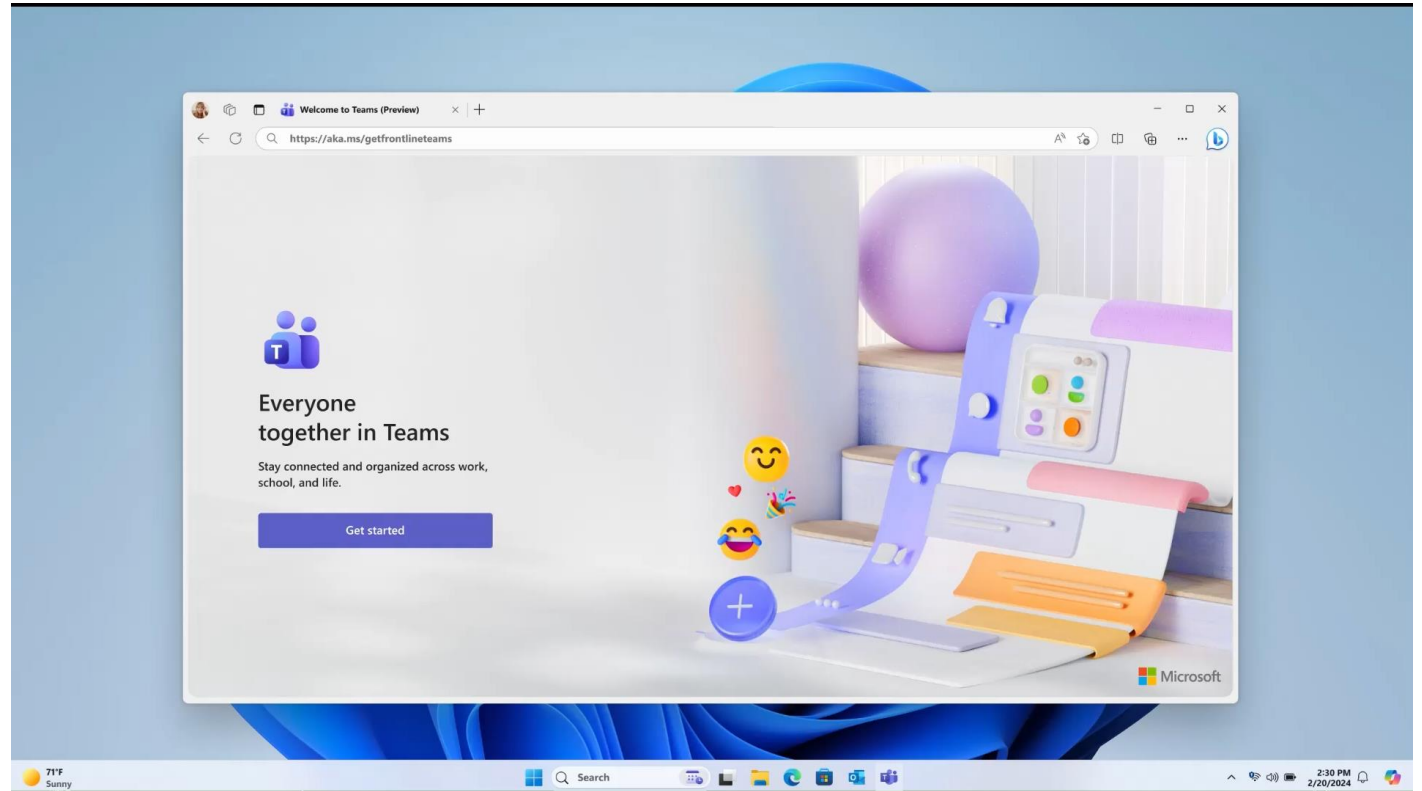 Welcome to Teams (Preview)
https://aka.ms/getfrontlineteams
T
Everyone
together in Teams
Stay connected and organized across work,
school, and life.
Get started
Microsoft
71°F
Sunny
Search
2:30 PM
2/20/2024